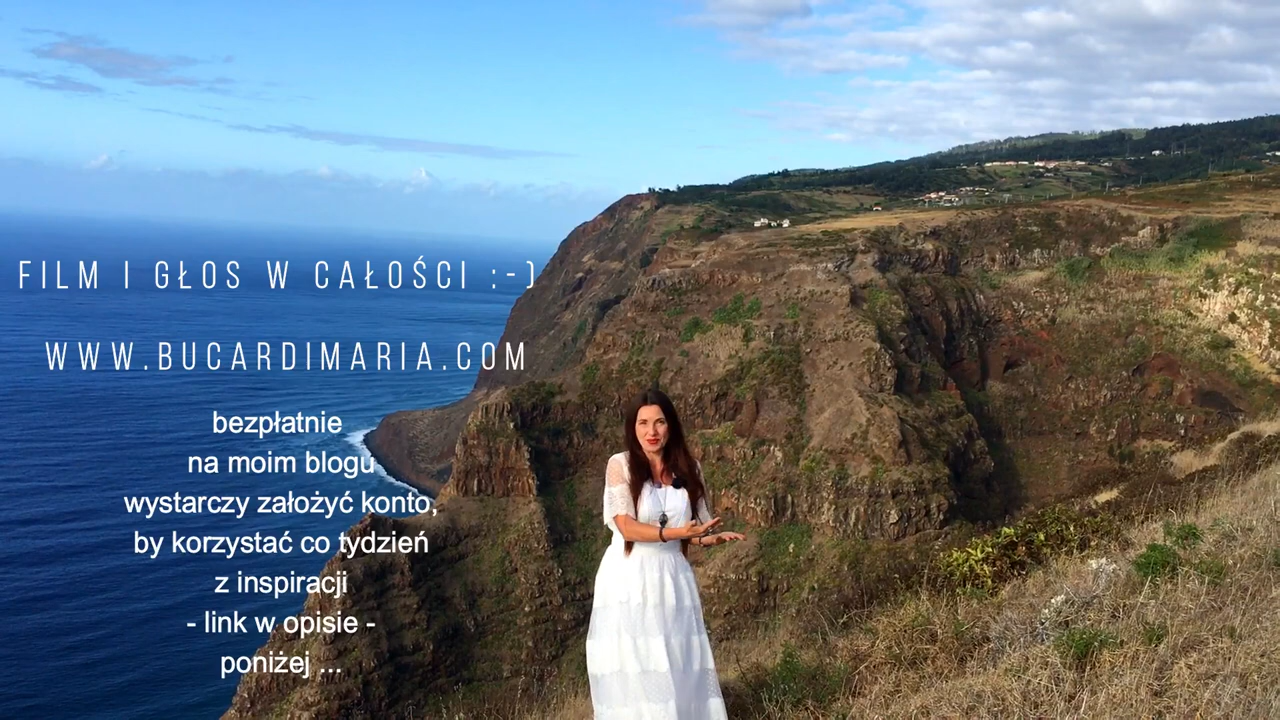 FILM I GŁOS W CAŁOŚCI :-)
WWW.BUCARDIMARIA.COM
bezpłatnie
na moim blogu
wystarczy założyć konto,
by korzystać co tydzień
z inspiracji
- link w opisie -
poniżej ...